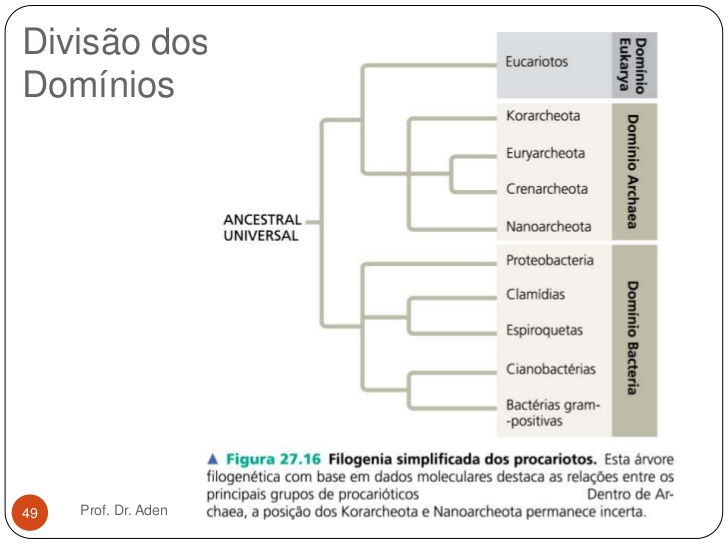 Divisão dos
Domínios
Eucariotos
Domínio
Eukarya
Korarcheota
Euryarcheota
Crenarcheota
Nanoarcheota
Domínio Archaea
ANCESTRAL
UNIVERSAL
Proteobacteria
Clamídias
Espiroquetas
Cianobactérias
Bactérias gram-
-positivas
Domínio Bacteria
▲ Figura 27.16 Filogenia simplificada dos procariotos. Esta árvore
filogenética com base em dados moleculares destaca as relações entre os
principais grupos de procarióticos Dentro de Ar-
chaea, a posição dos Korarcheota e Nanoarcheota permanece incerta.
49
Prof. Dr. Aden